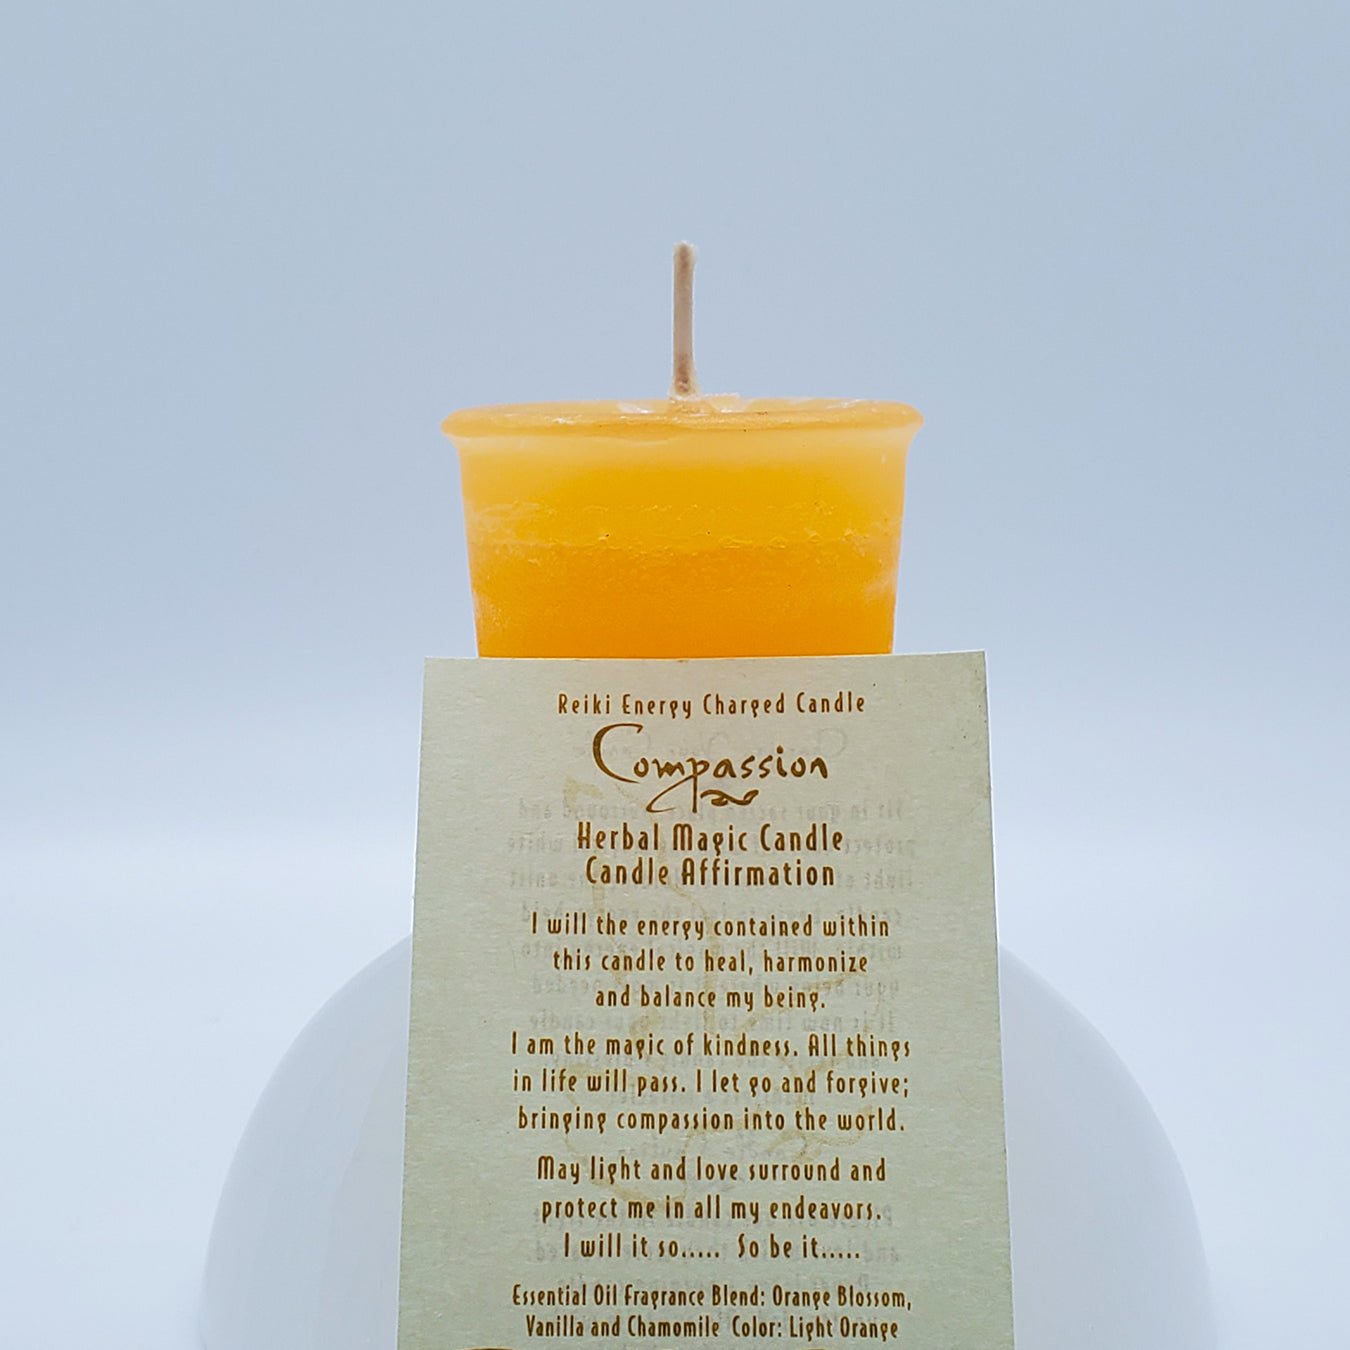 Reiki Energy Charged Candle
Compassion
Herbal Magic Candle
Candle Affirmation
I will the energy contained within
this candle to heal, harmonize
and balance my being.
I am the magic of kindness. All things
in life will pass. I let go and forgive;
bringing compassion into the world.
May light and love surround and
protect me in all my endeavors.
I will it so..... So be it.....
Essential Oil Fragrance Blend: Orange Blossom,
Vanilla and Chamomile Color: Light Orange